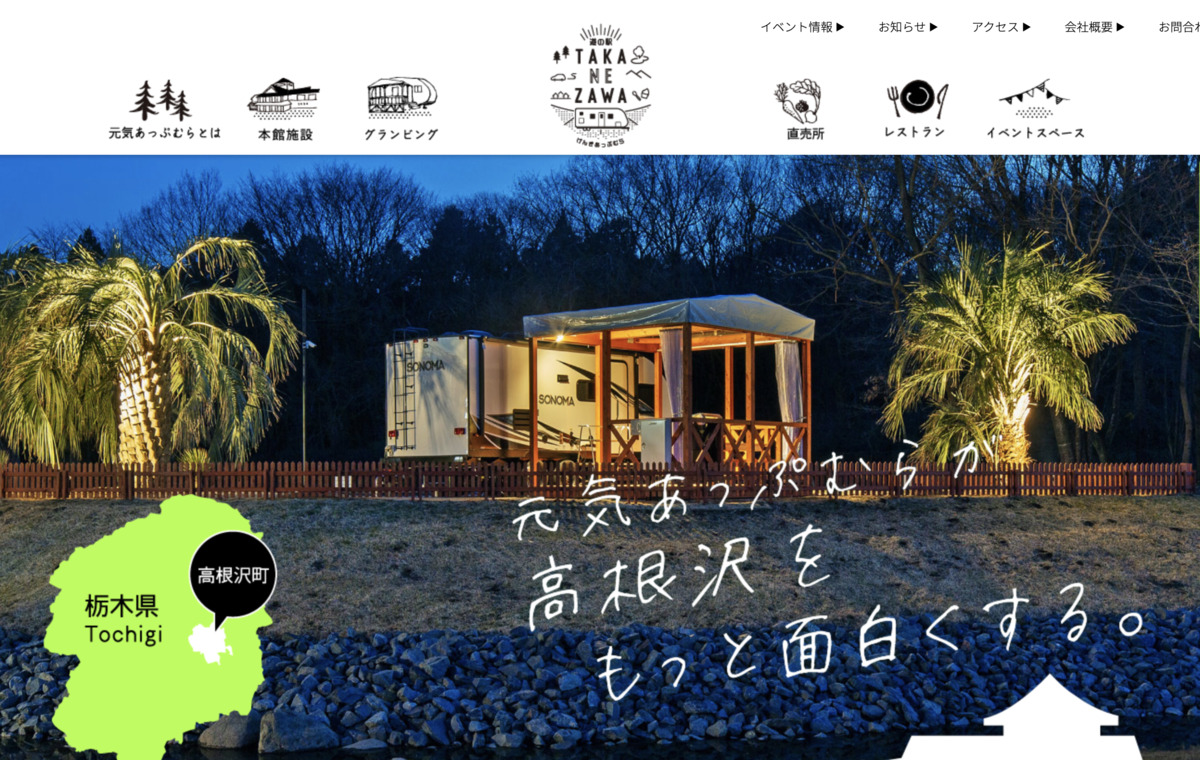 イベント情報 ▶
お知らせ ▶
アクセス ▶
会社概要 ▶
お問合
道の駅
TAKA
NE
ZAWA
げんきあっぷむら
元気あっぷむらとは
本館施設
グランピング
直売所
レストラン
イベントスペース
SONOMA
SONOMA
元気あっぷむらが
高根沢を
もっと面白くする。
高根沢町
栃木県
Tochigi